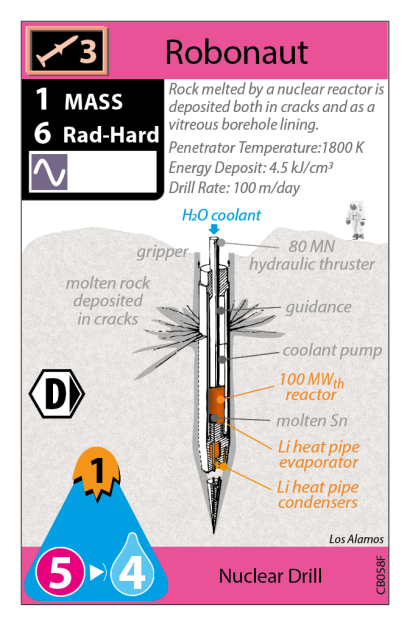 3
Robonaut
1 MASS
6 Rad-Hard
Rock melted by a nuclear reactor is
deposited both in cracks and as a
vitreous borehole lining.
Penetrator Temperature:1800 K
Energy Deposit: 4.5 kJ/cm³
Drill Rate: 100 m/day
H₂O coolant
gripper
80 MN
hydraulic thruster
molten rock
deposited
in cracks
guidance
coolant pump
D
100 MWth
reactor
molten Sn
Li heat pipe
evaporator
Li heat pipe
condensers
1
Los Alamos
5
4
Nuclear Drill
CB058F